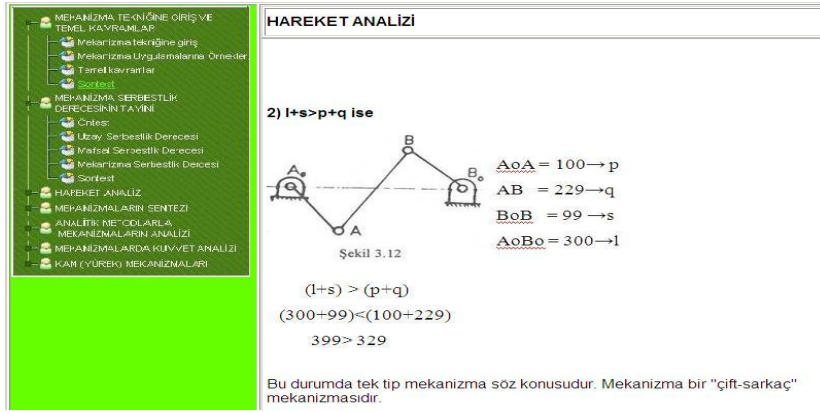 MEKANİZMA TEKNİĞİNE GİRİŞ VE
TEMEL KAVRAMLAR
Mekanizma tekniğine giriş
Mekanizma Uygulamalarına Örnekler
Temel kavramlar
Sontest
MEKANİZMA SERBESTLİK
DERECESİNİN TAYİNİ
Öntest
Uzay Serbestlik Derecesi
Mafsal Serbestlik Derecesi
Mekanizma Serbestlik Dercesi
Sontest
HAREKET ANALİZ
MEKANİZMALARIN SENTEZİ
ANALİTİK METODLARLA
MEKANİZMALARIN ANALİZİ
MEKANİZMALARDA KUVVET ANALİZİ
KAM (YÜREK) MEKANİZMALARI
HAREKET ANALİZİ
2) l+s>p+q ise
B
A₀
B₀
A
Şekil 3.12
AoA = 100→p
AB = 229→q
BoB = 99 →s
AoBo = 300→l
(l+s) > (p+q)
(300+99)<(100+229)
399> 329
Bu durumda tek tip mekanizma söz konusudur. Mekanizma bir "çift-sarkaç"
mekanizmasıdır.